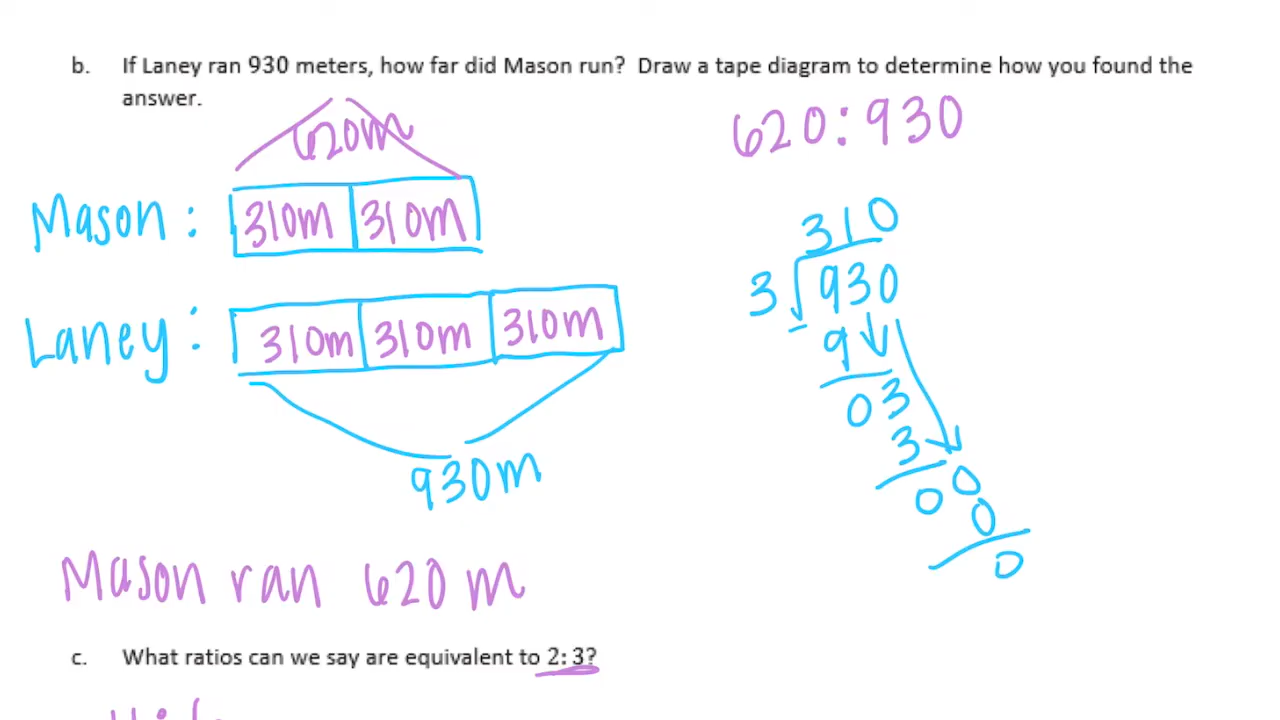 b. If Laney ran 930 meters, how far did Mason run? Draw a tape diagram to determine how you found the
answer.
620:930
620m
Mason: 310m 310m
310
3 930
9
03
3
00
0
0
Laney: 310m 310m 310m
930m
Mason ran 620 m
c. What ratios can we say are equivalent to 2: 3?